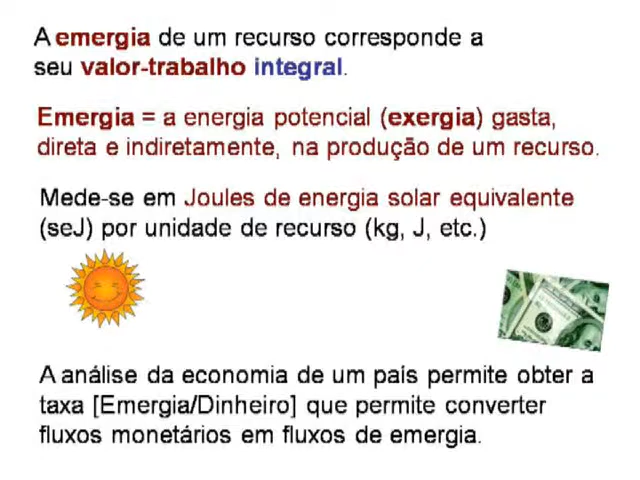 A emergia de um recurso corresponde a
seu valor-trabalho integral.
Emergia = a energia potencial (exergia) gasta,
direta e indiretamente, na produção de um recurso.
Mede-se em Joules de energia solar equivalente
(seJ) por unidade de recurso (kg, J, etc.)
A análise da economia de um país permite obter a
taxa [Emergia/Dinheiro] que permite converter
fluxos monetários em fluxos de emergia.